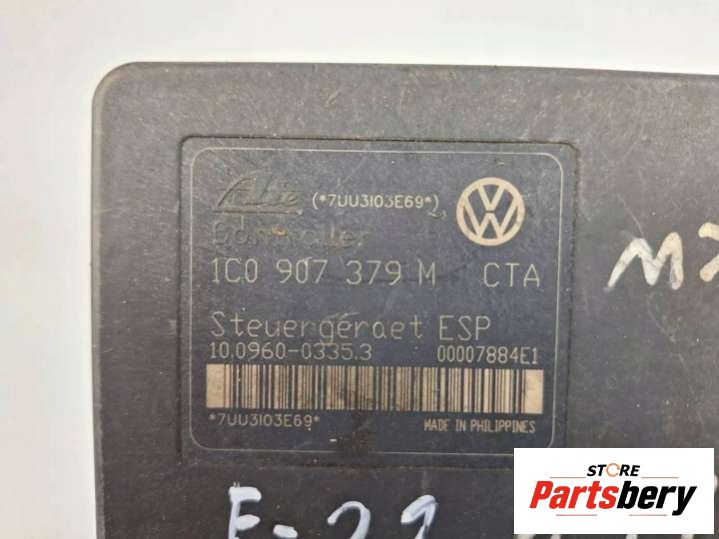 Ate (*7UU3I03E69*)
Controller
1C0 907 379 M CTA
Steuergeraet ESP
10.0960-0335.3 00007884E1
*7UU3I03E69*
MADE IN PHILIPPINES
STORE
Partsbery